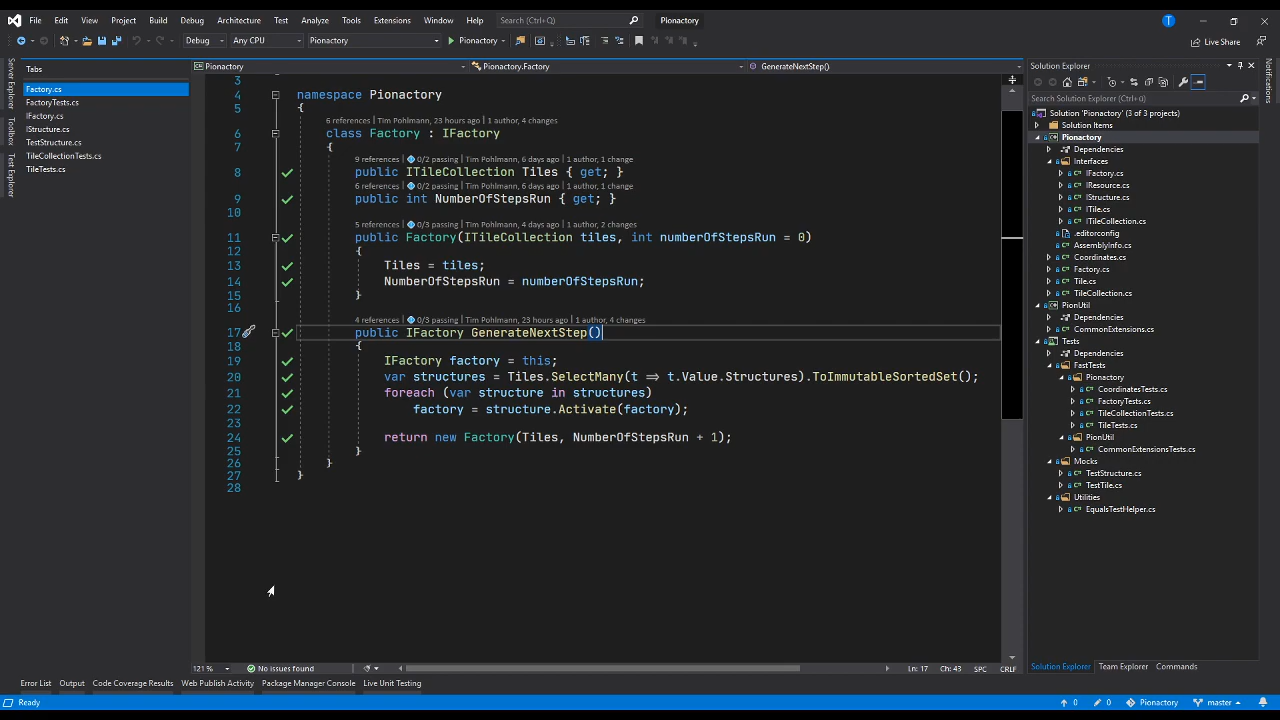 File Edit View Project Build Debug Architecture Test Analyze Tools Extensions Window Help Search (Ctrl+Q) Pionactory T
Debug Any CPU Pionactory Pionactory Live Share
Server Explorer
Toolbox
Test Explorer
Tabs
Factory.cs
FactoryTests.cs
IFactory.cs
IStructure.cs
TestStructure.cs
TileCollectionTests.cs
TileTests.cs
Pionactory Pionactory.Factory GenerateNextStep()
3
4 namespace Pionactory
5 {
6 references | Tim Pohlmann, 23 hours ago | 1 author, 4 changes
6 class Factory : IFactory
7 {
9 references | 0/2 passing | Tim Pohlmann, 6 days ago | 1 author, 1 change
8 public ITileCollection Tiles { get; }
6 references | 0/2 passing | Tim Pohlmann, 6 days ago | 1 author, 1 change
9 public int NumberOfStepsRun { get; }
10
5 references | 0/3 passing | Tim Pohlmann, 4 days ago | 1 author, 2 changes
11 public Factory(ITileCollection tiles, int numberOfStepsRun = 0)
12 {
13 Tiles = tiles;
14 NumberOfStepsRun = numberOfStepsRun;
15 }
16
4 references | 0/3 passing | Tim Pohlmann, 23 hours ago | 1 author, 4 changes
17 public IFactory GenerateNextStep()
18 {
19 IFactory factory = this;
20 var structures = Tiles.SelectMany(t => t.Value.Structures).ToImmutableSortedSet();
21 foreach (var structure in structures)
22 factory = structure.Activate(factory);
23
24 return new Factory(Tiles, NumberOfStepsRun + 1);
25 }
26 }
27 }
28
121 % No issues found Ln: 17 Ch: 43 SPC CRLF
Solution Explorer
Search Solution Explorer (Ctrl+;)
Solution 'Pionactory' (3 of 3 projects)
Solution Items
Pionactory
Dependencies
Interfaces
IFactory.cs
IResource.cs
IStructure.cs
ITile.cs
ITileCollection.cs
.editorconfig
AssemblyInfo.cs
Coordinates.cs
Factory.cs
Tile.cs
TileCollection.cs
PionUtil
Dependencies
CommonExtensions.cs
Tests
Dependencies
FastTests
Pionactory
CoordinatesTests.cs
FactoryTests.cs
TileCollectionTests.cs
TileTests.cs
PionUtil
CommonExtensionsTests.cs
Mocks
TestStructure.cs
TestTile.cs
Utilities
EqualsTestHelper.cs
Solution Explorer Team Explorer Commands
Notifications
Error List Output Code Coverage Results Web Publish Activity Package Manager Console Live Unit Testing
Ready 0 0 Pionactory master